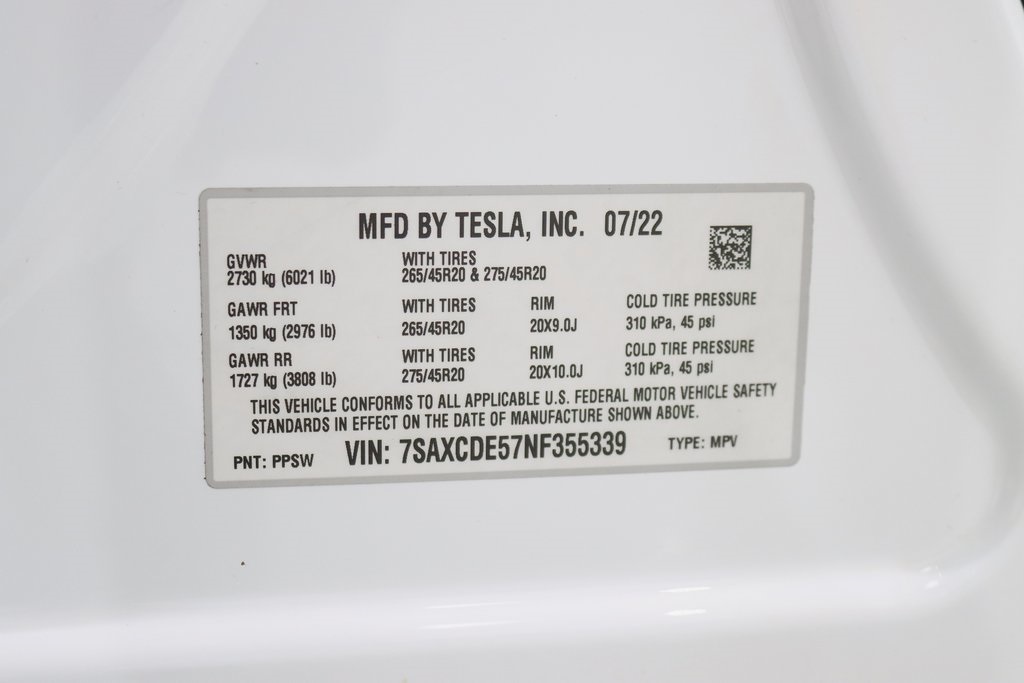 MFD BY TESLA, INC. 07/22
GVWR WITH TIRES
2730 kg (6021 lb) 265/45R20 & 275/45R20
GAWR FRT WITH TIRES RIM COLD TIRE PRESSURE
1350 kg (2976 lb) 265/45R20 20X9.0J 310 kPa, 45 psi
GAWR RR WITH TIRES RIM COLD TIRE PRESSURE
1727 kg (3808 lb) 275/45R20 20X10.0J 310 kPa, 45 psi
THIS VEHICLE CONFORMS TO ALL APPLICABLE U.S. FEDERAL MOTOR VEHICLE SAFETY
STANDARDS IN EFFECT ON THE DATE OF MANUFACTURE SHOWN ABOVE.
PNT: PPSW VIN: 7SAXCDE57NF355339 TYPE: MPV